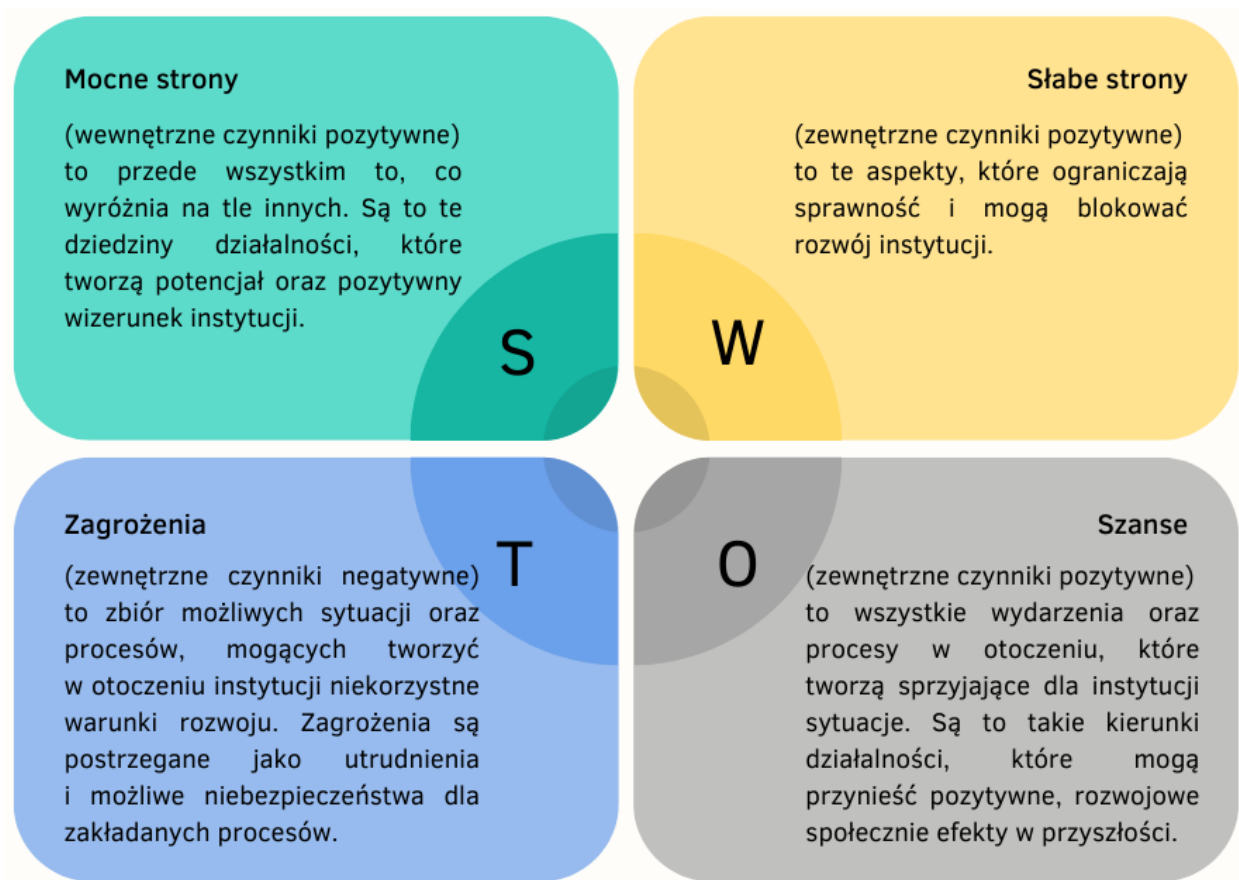 Mocne strony
(wewnętrzne czynniki pozytywne)
to przede wszystkim to, co
wyróżnia na tle innych. Są to te
dziedziny działalności, które
tworzą potencjał oraz pozytywny
wizerunek instytucji.
S
Słabe strony
(zewnętrzne czynniki pozytywne)
to te aspekty, które ograniczają
sprawność i mogą blokować
rozwój instytucji.
W
Zagrożenia
(zewnętrzne czynniki negatywne)
to zbiór możliwych sytuacji oraz
procesów, mogących tworzyć
w otoczeniu instytucji niekorzystne
warunki rozwoju. Zagrożenia są
postrzegane jako utrudnienia
i możliwe niebezpieczeństwa dla
zakładanych procesów.
T
Szanse
(zewnętrzne czynniki pozytywne)
to wszystkie wydarzenia oraz
procesy w otoczeniu, które
tworzą sprzyjające dla instytucji
sytuacje. Są to takie kierunki
działalności, które mogą
przynieść pozytywne, rozwojowe
społecznie efekty w przyszłości.
O